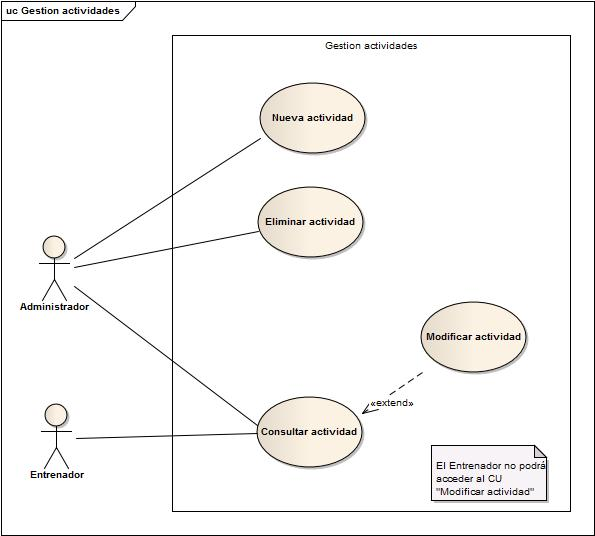 uc Gestion actividades
Gestion actividades
Nueva actividad
Eliminar actividad
Administrador
Modificar actividad
«extend»
Consultar actividad
Entrenador
El Entrenador no podrá
acceder al CU
"Modificar actividad"